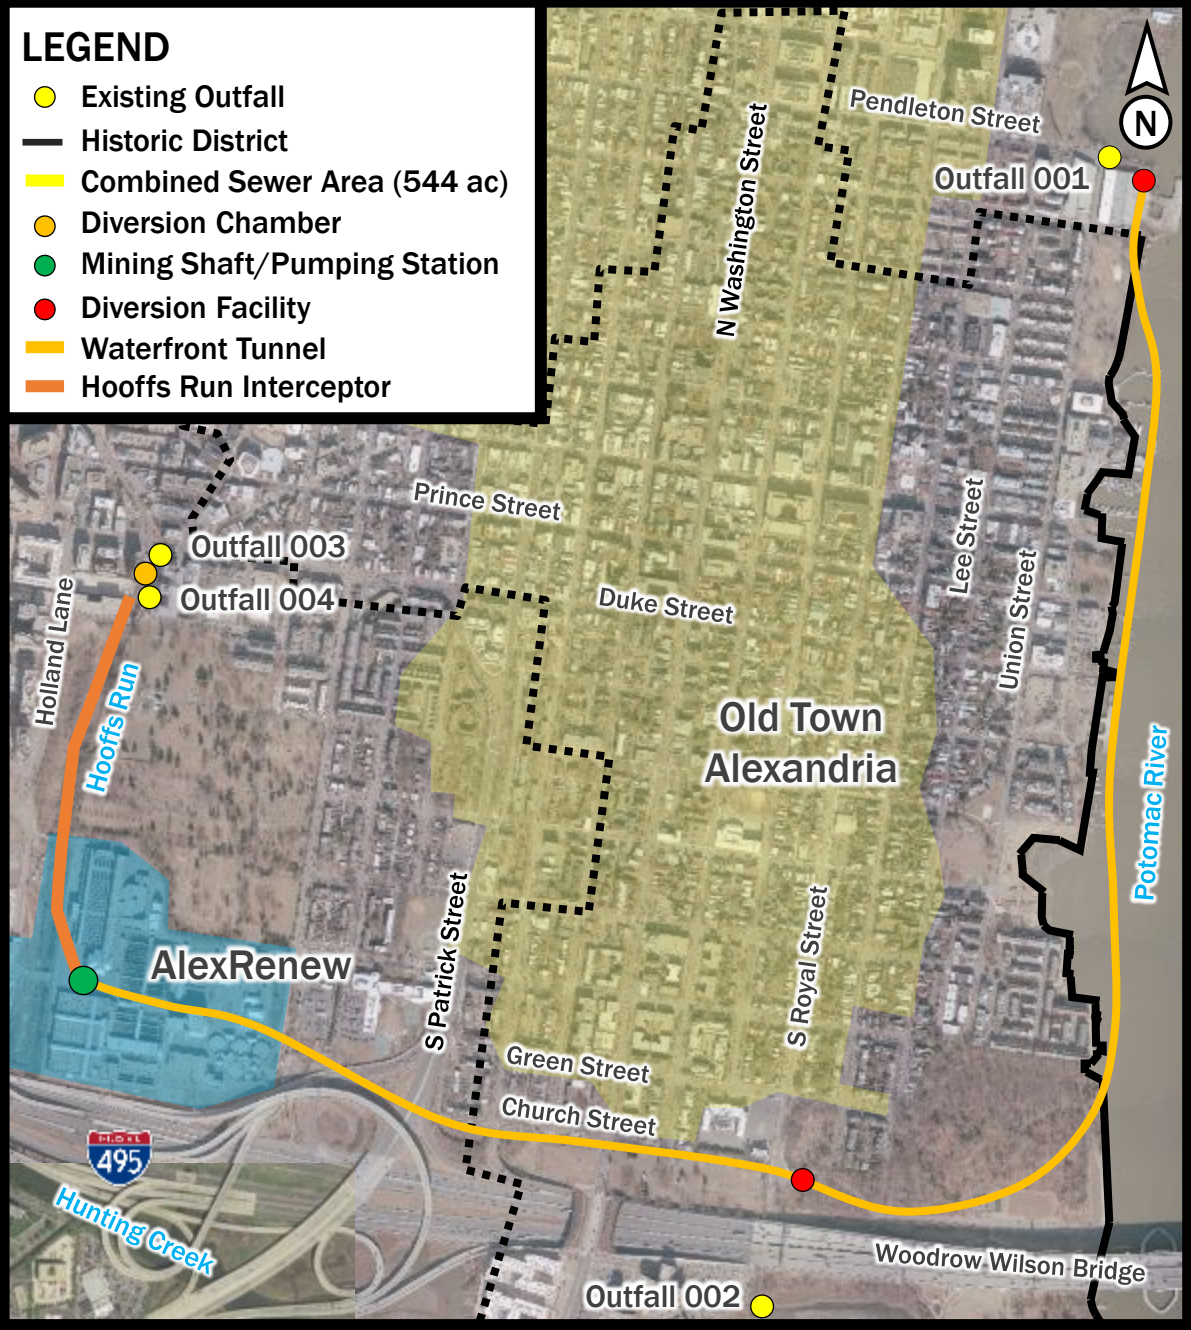 LEGEND
Existing Outfall
Historic District
Combined Sewer Area (544 ac)
Diversion Chamber
Mining Shaft/Pumping Station
Diversion Facility
Waterfront Tunnel
Hooffs Run Interceptor
N
Pendleton Street
N Washington Street
Outfall 001
Prince Street
Lee Street
Outfall 003
Outfall 004
Duke Street
Union Street
Holland Lane
Hooffs Run
Old Town
Alexandria
Potomac River
AlexRenew
S Patrick Street
S Royal Street
Green Street
Church Street
495
Hunting Creek
Woodrow Wilson Bridge
Outfall 002